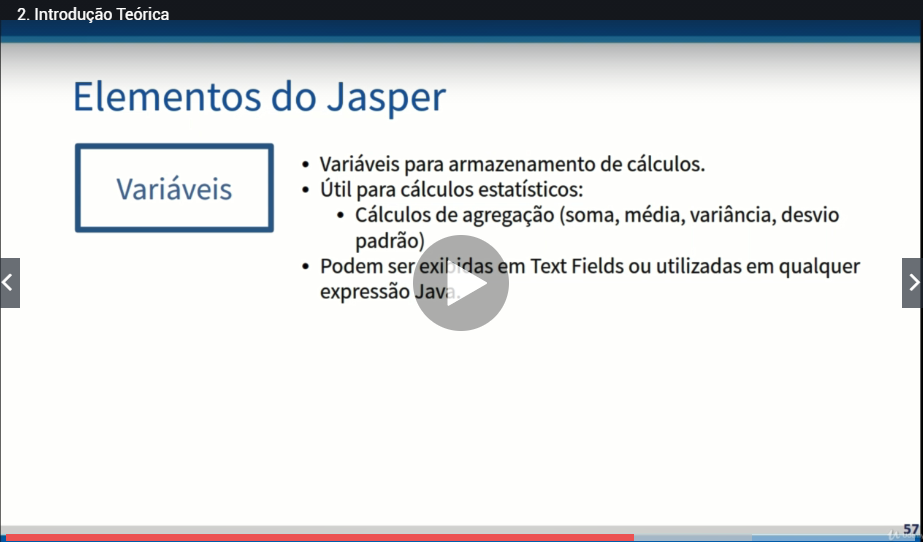 2. Introdução Teórica
Elementos do Jasper
Variáveis
• Variáveis para armazenamento de cálculos.
• Útil para cálculos estatísticos:
• Cálculos de agregação (soma, média, variância, desvio
padrão)
• Podem ser exibidas em Text Fields ou utilizadas em qualquer
expressão Java.
57